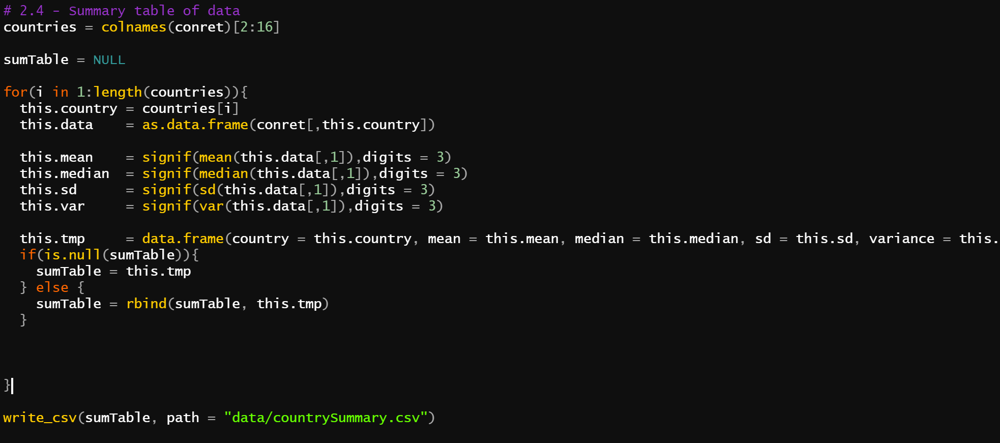 # 2.4 - Summary table of data
countries = colnames(conret)[2:16]
sumTable = NULL
for(i in 1:length(countries)){
  this.country = countries[i]
  this.data    = as.data.frame(conret[,this.country])
  this.mean    = signif(mean(this.data[,1]),digits = 3)
  this.median  = signif(median(this.data[,1]),digits = 3)
  this.sd      = signif(sd(this.data[,1]),digits = 3)
  this.var     = signif(var(this.data[,1]),digits = 3)
  this.tmp     = data.frame(country = this.country, mean = this.mean, median = this.median, sd = this.sd, variance = this.
  if(is.null(sumTable)){
    sumTable = this.tmp
  } else {
    sumTable = rbind(sumTable, this.tmp)
  }
}
write_csv(sumTable, path = "data/countrySummary.csv")